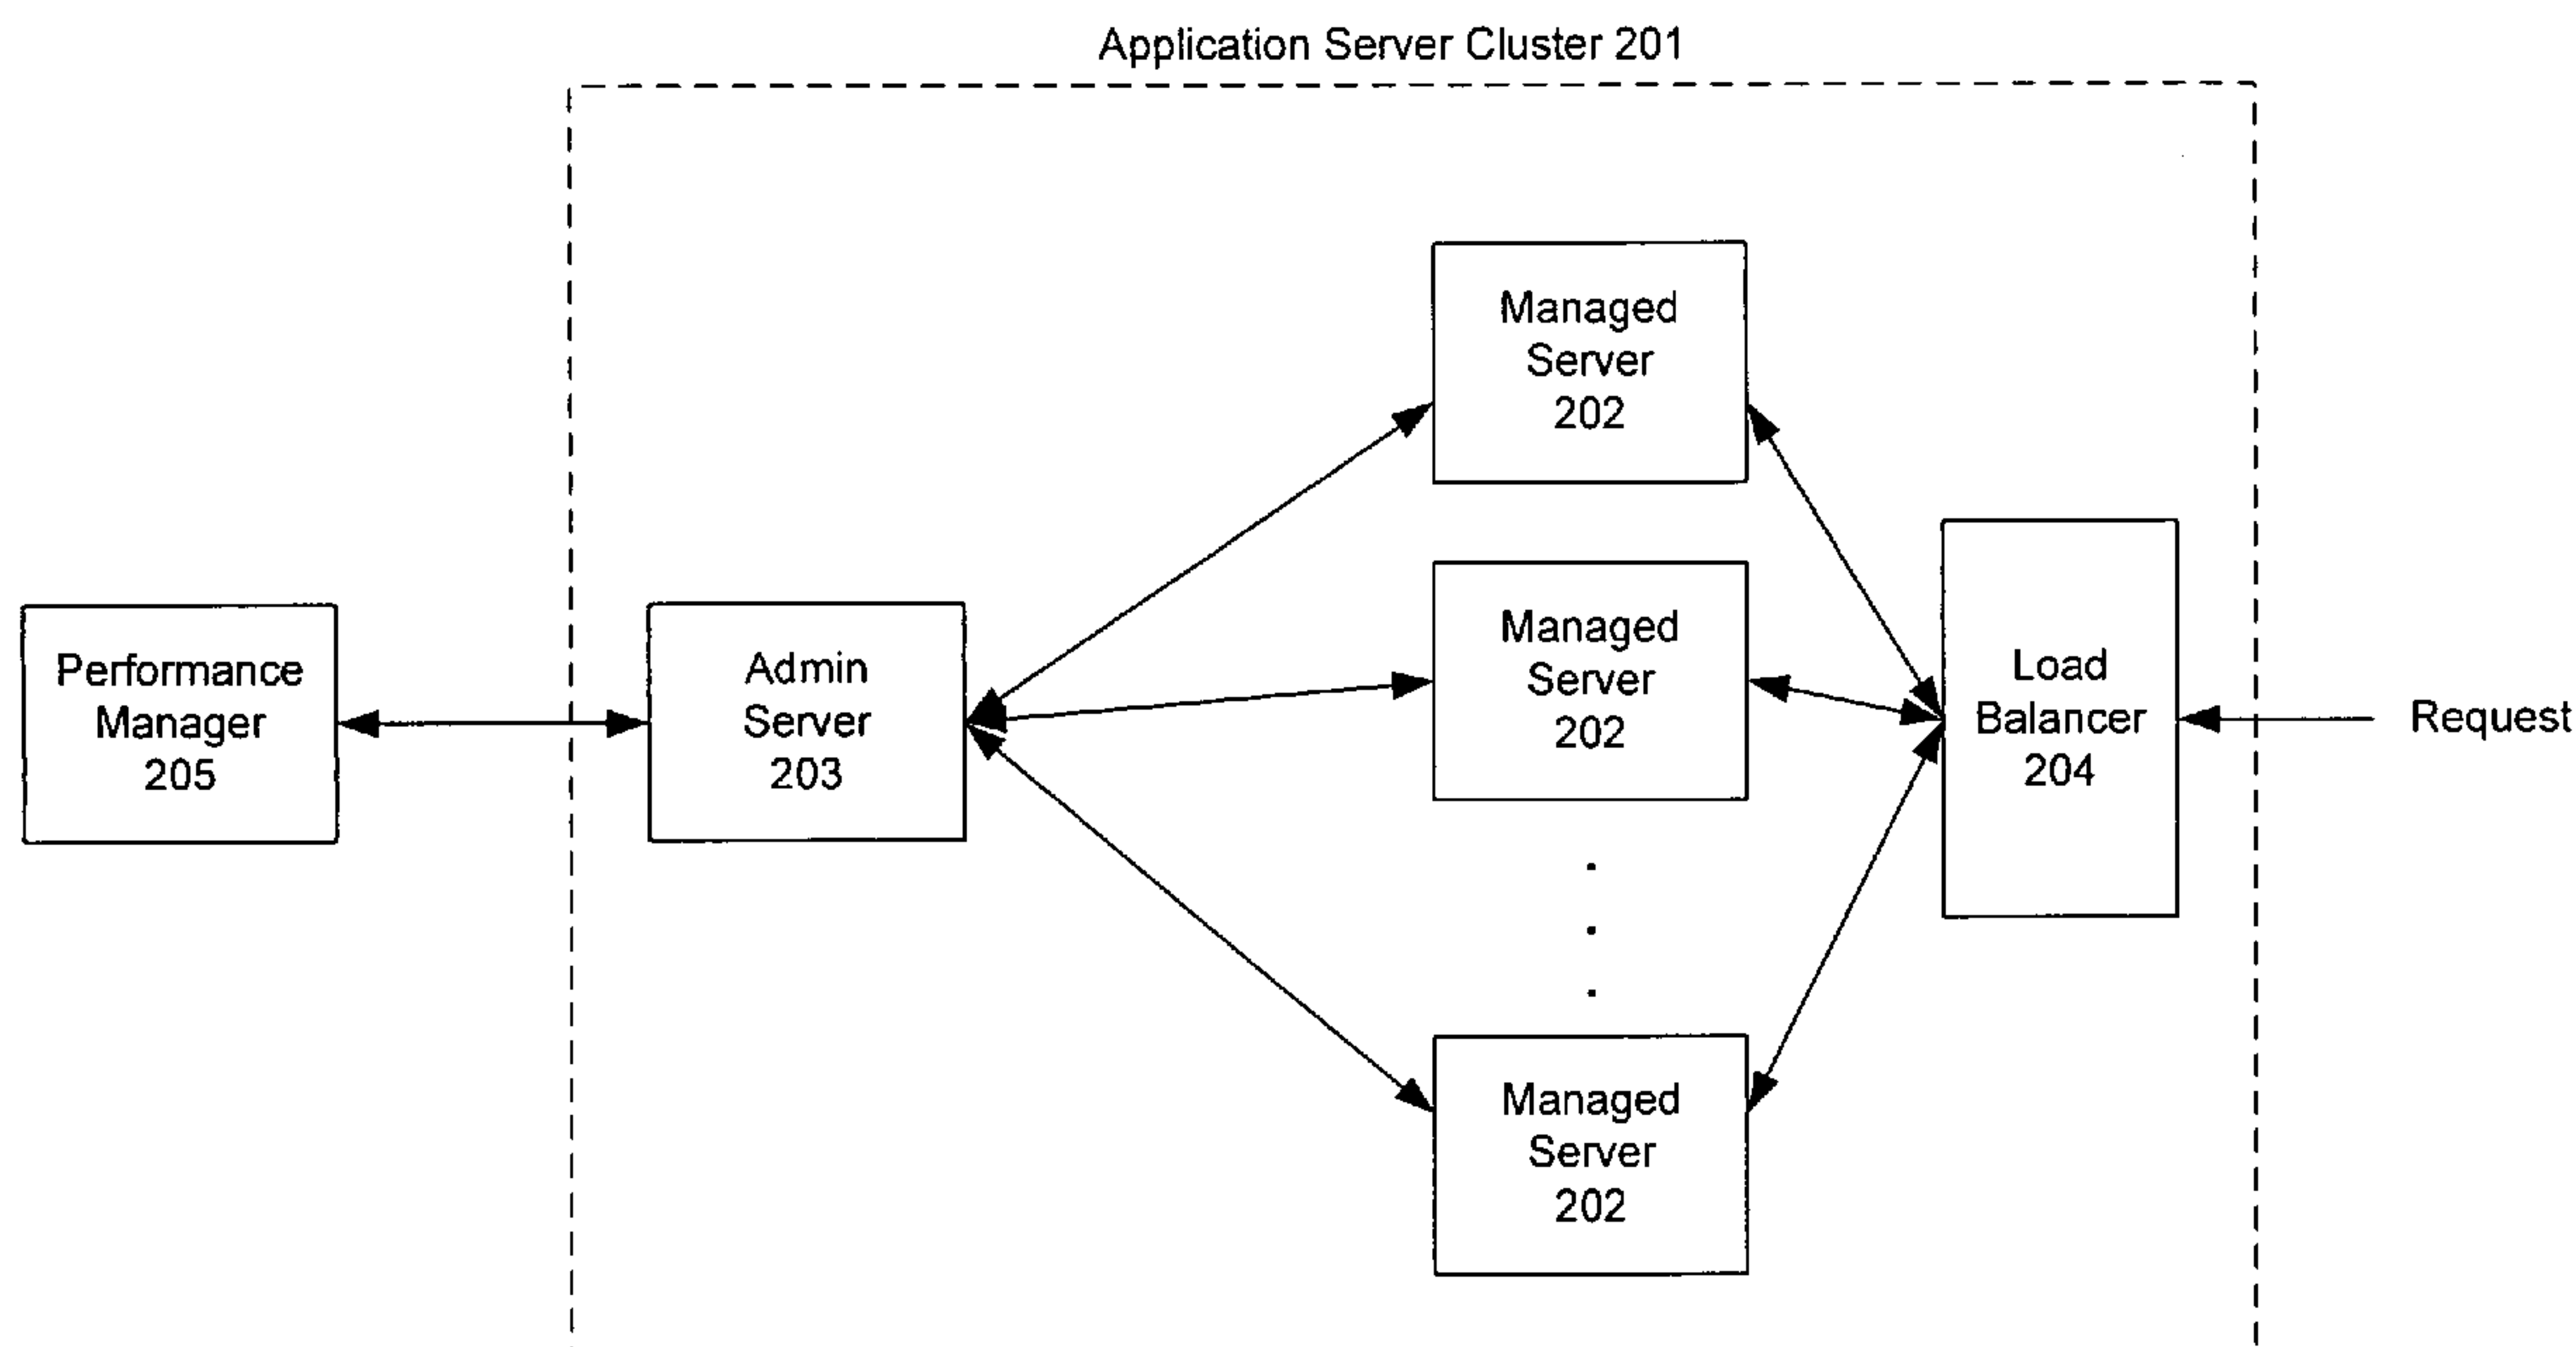 Application Server Cluster 201
Managed
Server
202
Managed
Server
202
Performance
Manager
205
Admin
Server
203
Load
Balancer
204
Request
Managed
Server
202